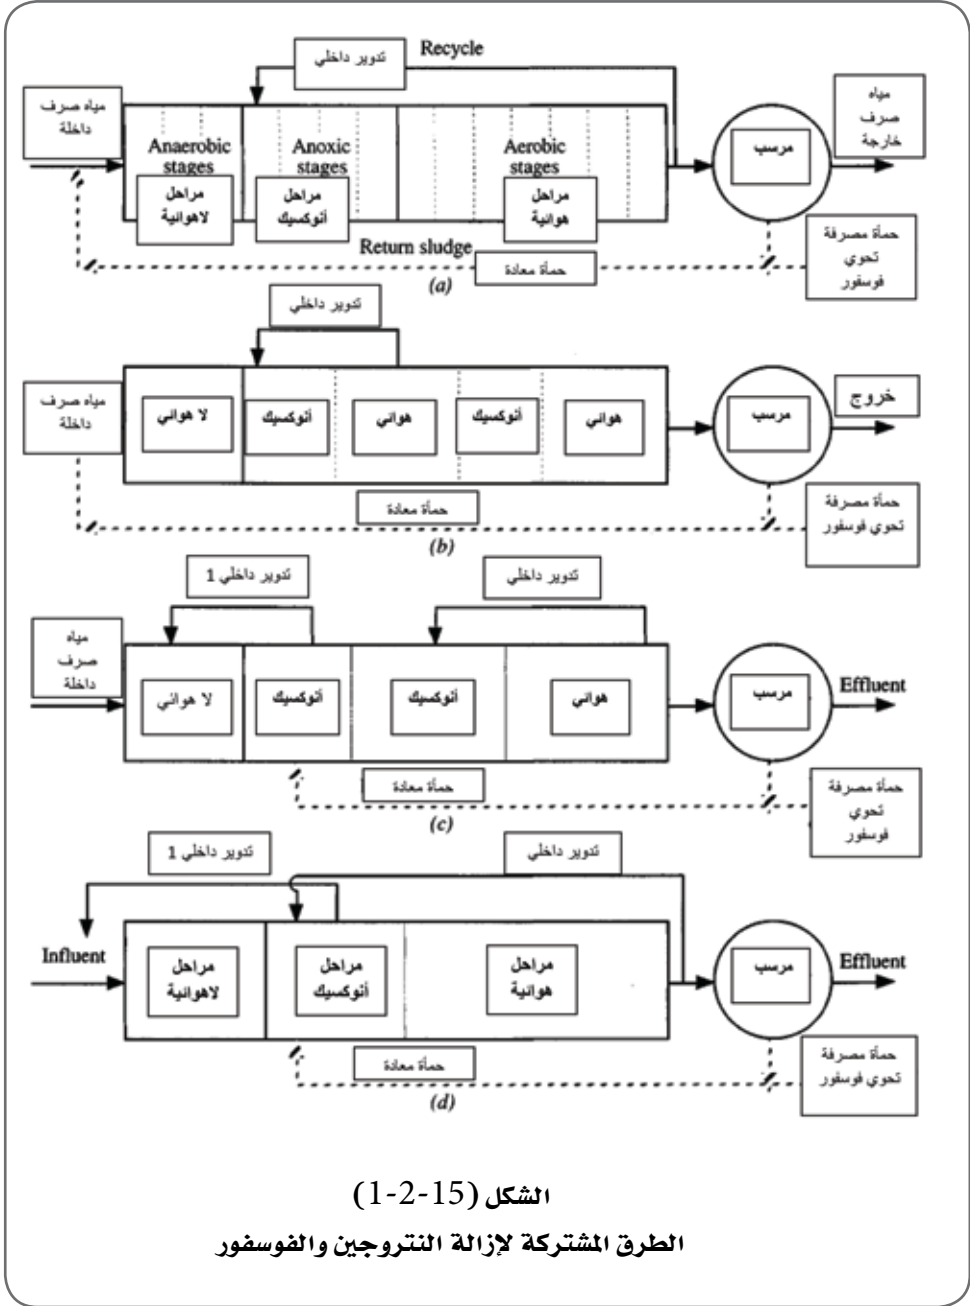 تدوير داخلي
Recycle
مياه صرف
داخلة
مياه
صرف
خارجة
Anaerobic
stages
Anoxic
stages
Aerobic
stages
مراحل
لاهوائية
مراحل
أنوكسيك
مراحل
هوائية
مرسب
Return sludge
حمأة معادة
حمأة مصرفة
تحوي
فوسفور
(a)
تدوير داخلي
مياه صرف
داخلة
لا هوائي
أنوكسيك
هوائي
أنوكسيك
هوائي
مرسب
خروج
حمأة معادة
حمأة مصرفة
تحوي فوسفور
(b)
تدوير داخلي 1
تدوير داخلي
مياه
صرف
داخلة
لا هوائي
أنوكسيك
أنوكسيك
هوائي
مرسب
Effluent
حمأة معادة
حمأة مصرفة
تحوي
فوسفور
(c)
تدوير داخلي 1
تدوير داخلي
Influent
مراحل
لاهوائية
مراحل
أنوكسيك
مراحل
هوائية
مرسب
Effluent
حمأة معادة
حمأة مصرفة
تحوي فوسفور
(d)
الشكل (15-2-1)
الطرق المشتركة لإزالة النتروجين والفوسفور